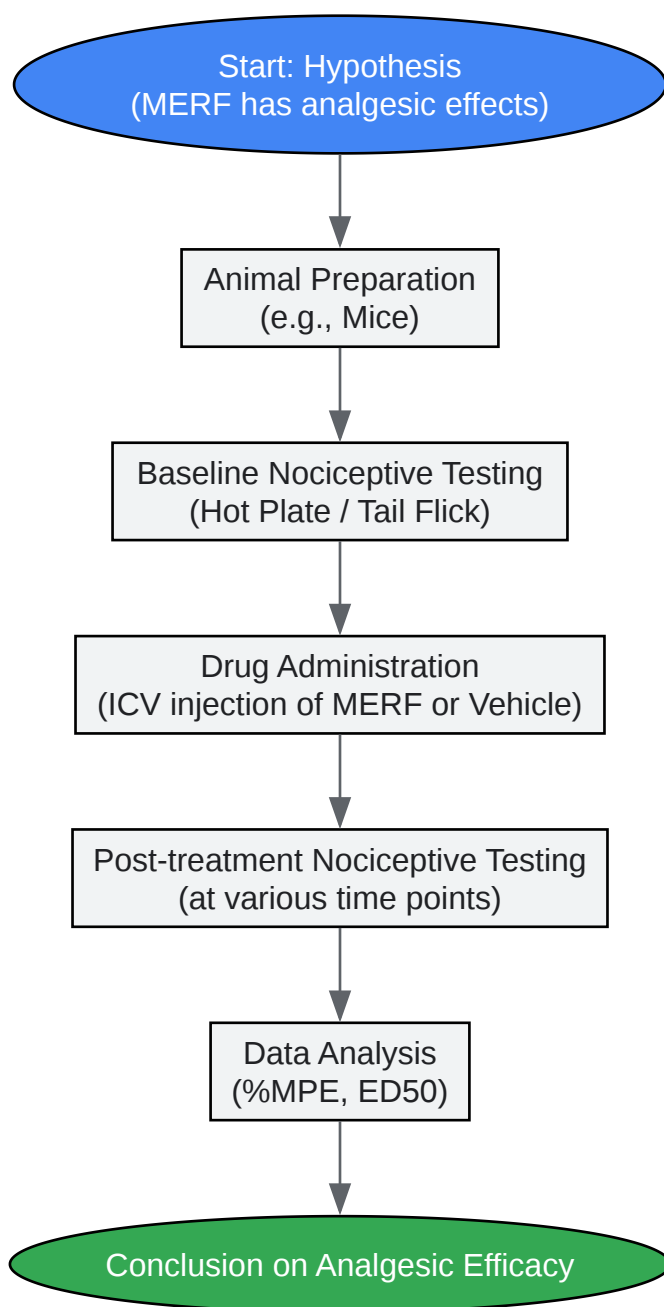 Start: Hypothesis
(MERF has analgesic effects)
Animal Preparation
(e.g., Mice)
Baseline Nociceptive Testing
(Hot Plate / Tail Flick)
Drug Administration
(ICV injection of MERF or Vehicle)
Post-treatment Nociceptive Testing
(at various time points)
Data Analysis
(%MPE, ED50)
Conclusion on Analgesic Efficacy